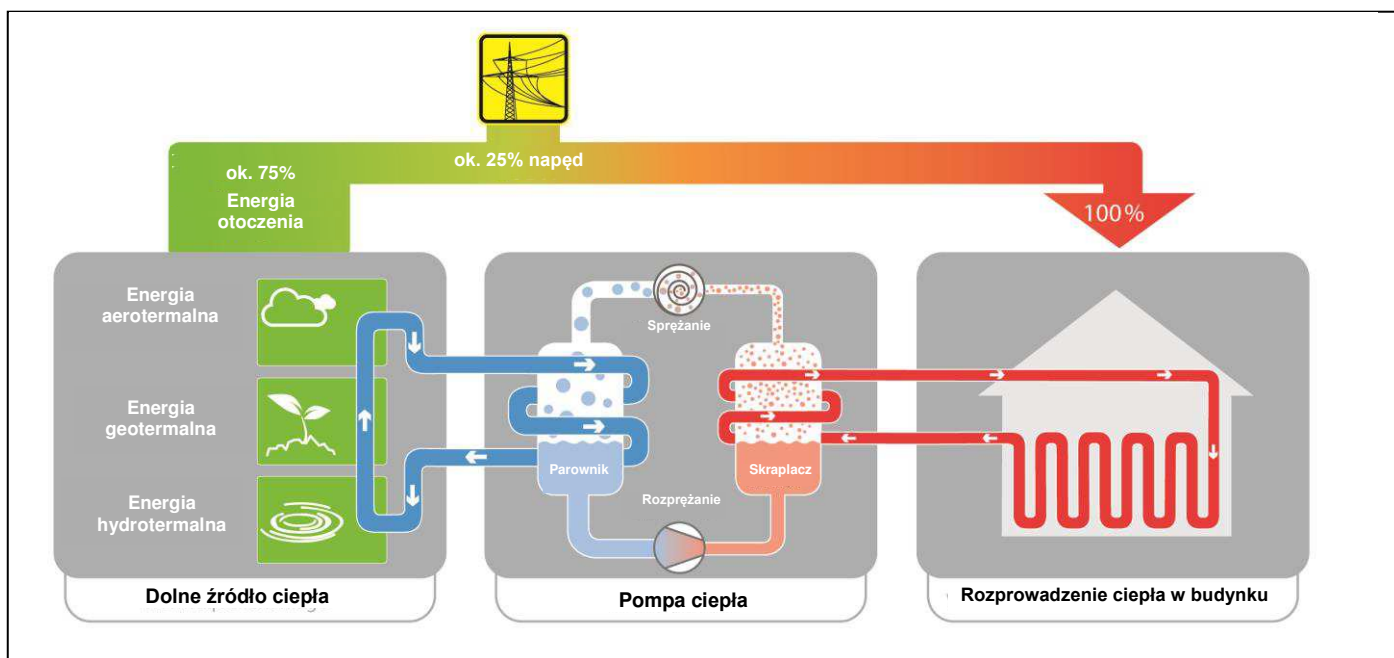 ok. 25% napęd
ok. 75%
Energia
otoczenia
100%
Energia
aerotermalna
Energia
geotermalna
Energia
hydrotermalna
Sprężanie
Parownik
Skraplacz
Rozprężanie
Dolne źródło ciepła
Pompa ciepła
Rozprowadzenie ciepła w budynku